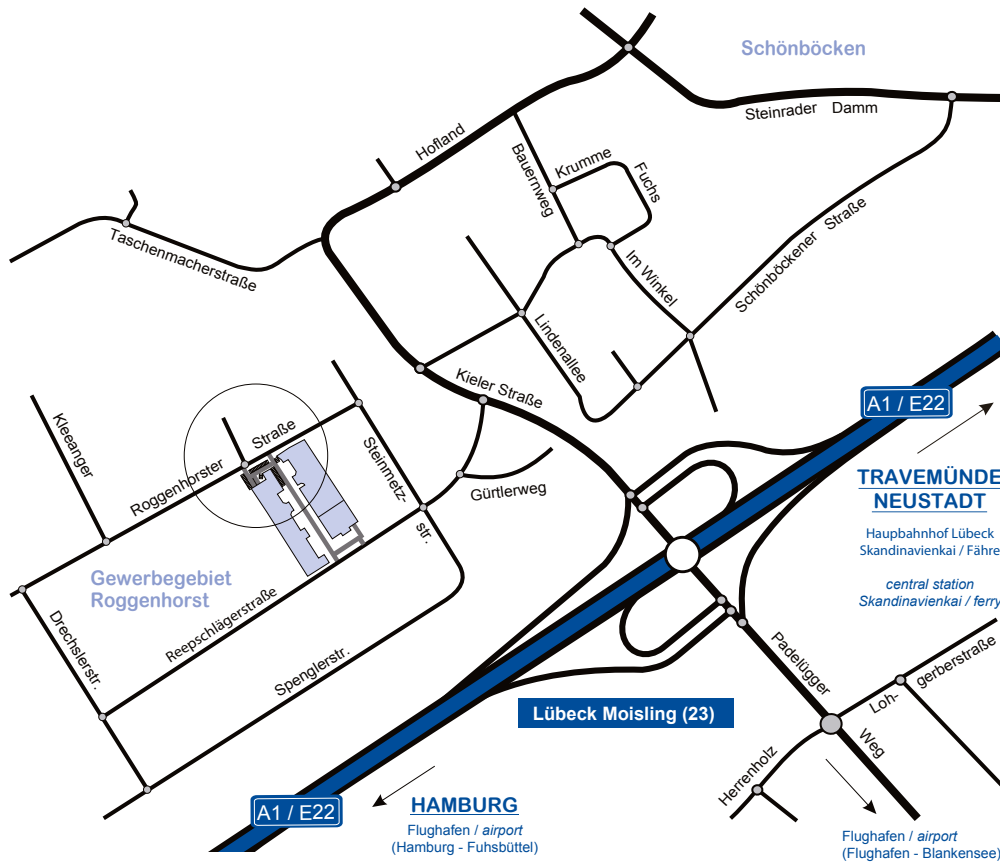 Schönböcken
Steinrader Damm
Hofland
Bauernweg
Krumme
Fuchs
Taschenmacherstraße
Im Winkel
Schönböckener Straße
Lindenallee
Kieler Straße
A1 / E22
Kleeanger
Roggenhorster Straße
Steinmetz-
str.
Gürtlerweg
TRAVEMÜNDE
NEUSTADT
Haupbahnhof Lübeck
Skandinavienkai / Fähre
central station
Skandinavienkai / ferry
Gewerbegebiet
Roggenhorst
Reepschlägerstraße
Drechslerstr.
Spenglerstr.
Padelügger
Weg
Loh-
gerberstraße
Lübeck Moisling (23)
Herrenholz
A1 / E22
HAMBURG
Flughafen / airport
(Hamburg - Fuhsbüttel)
Flughafen / airport
(Flughafen - Blankensee)